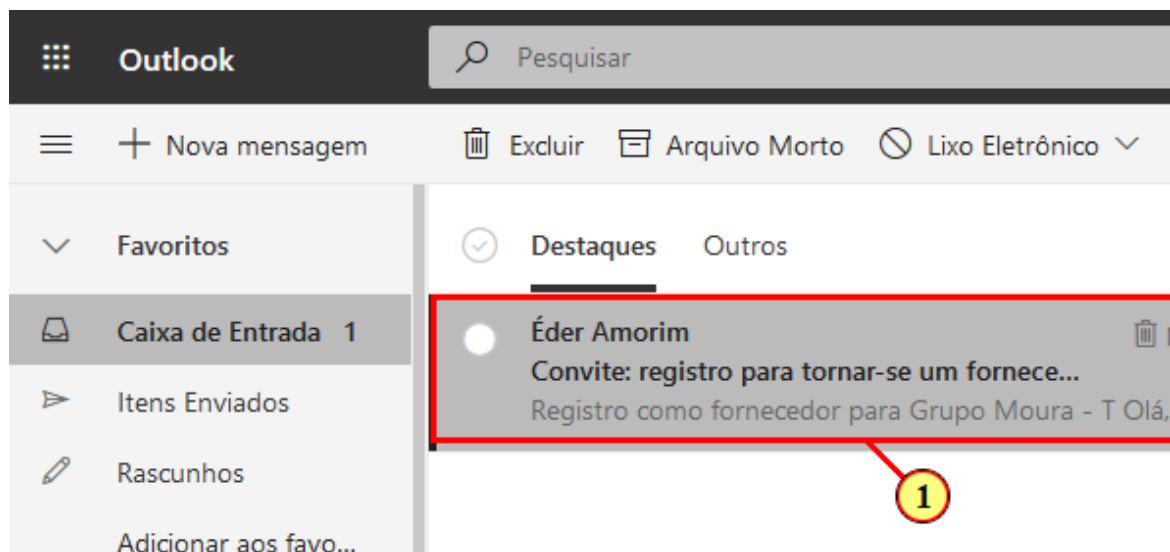 Outlook
Pesquisar
Nova mensagem
Excluir
Arquivo Morto
Lixo Eletrônico
Favoritos
Destaques
Outros
Caixa de Entrada 1
Éder Amorim
Convite: registro para tornar-se um fornece...
Registro como fornecedor para Grupo Moura - T Olá,
Itens Enviados
Rascunhos
1
Adicionar aos favo...